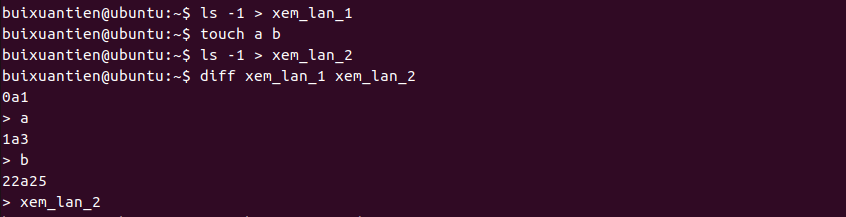 buixuantien@ubuntu:~$ ls -1 > xem_lan_1
buixuantien@ubuntu:~$ touch a b
buixuantien@ubuntu:~$ ls -1 > xem_lan_2
buixuantien@ubuntu:~$ diff xem_lan_1 xem_lan_2
0a1
> a
1a3
> b
22a25
> xem_lan_2